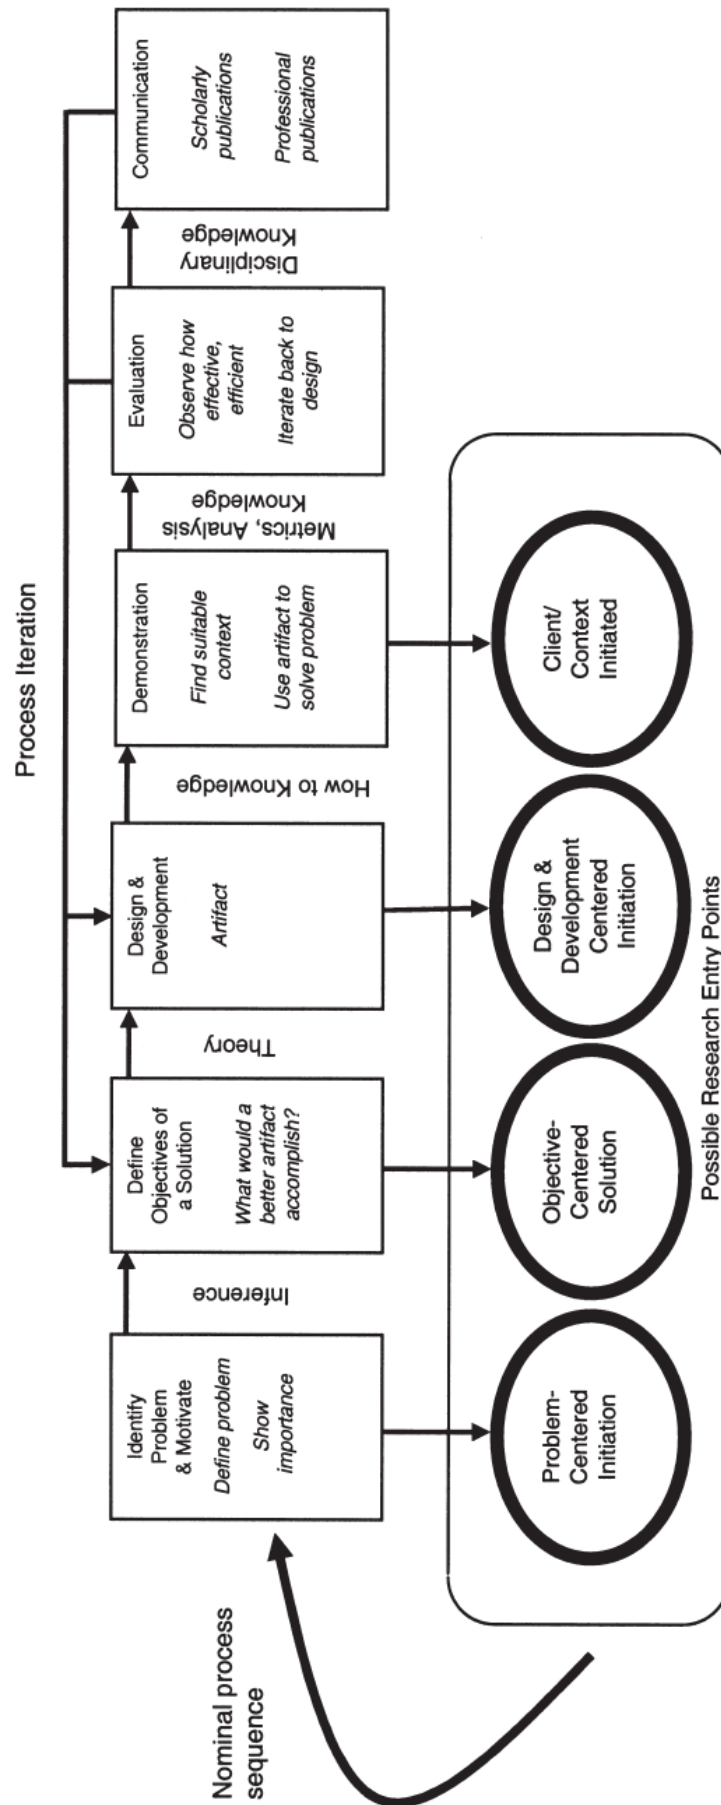 Process Iteration
Nominal process
sequence
Identify
Problem
& Motivate
Define problem
Show
importance
Inference
Define
Objectives of
a Solution
What would a
better artifact
accomplish?
Theory
Design &
Development
Artifact
How to Knowledge
Demonstration
Find suitable
context
Use artifact to
solve problem
Metrics, Analysis
Knowledge
Evaluation
Observe how
effective,
efficient
Iterate back to
design
Disciplinary
Knowledge
Communication
Scholarly
publications
Professional
publications
Problem-
Centered
Initiation
Objective-
Centered
Solution
Design &
Development
Centered
Initiation
Client/
Context
Initiated
Possible Research Entry Points